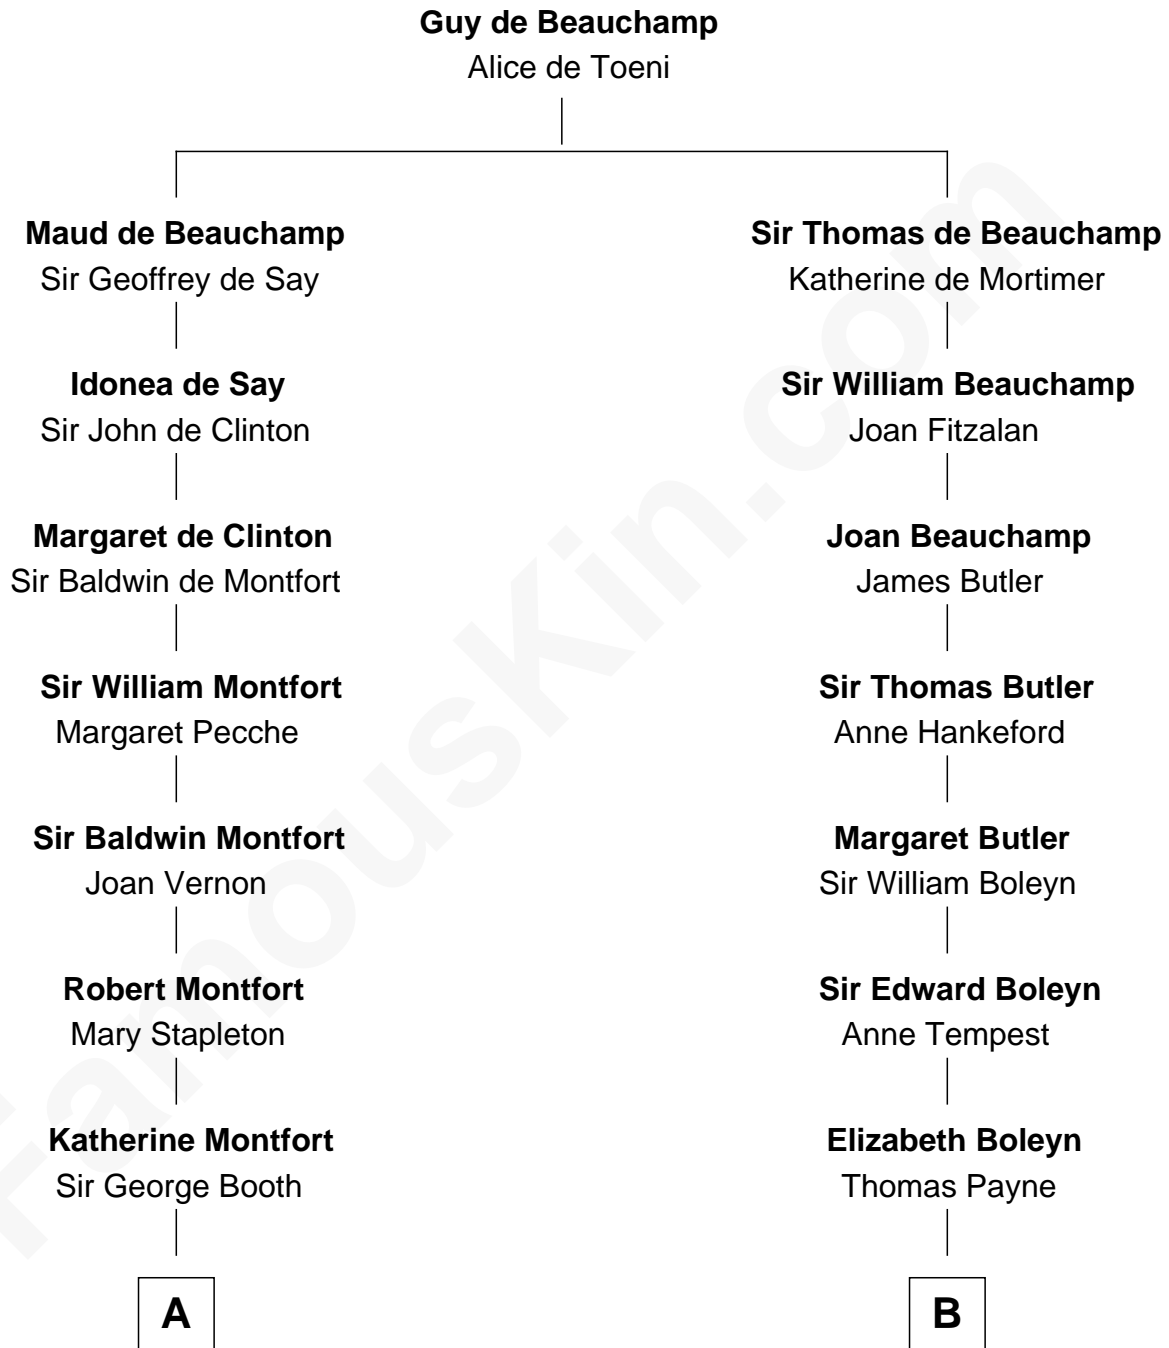 Guy de Beauchamp
Alice de Toeni
Maud de Beauchamp
Sir Geoffrey de Say
Sir Thomas de Beauchamp
Katherine de Mortimer
Idonea de Say
Sir John de Clinton
Sir William Beauchamp
Joan Fitzalan
Margaret de Clinton
Sir Baldwin de Montfort
Joan Beauchamp
James Butler
Sir William Montfort
Margaret Pecche
Sir Thomas Butler
Anne Hankeford
Sir Baldwin Montfort
Joan Vernon
Margaret Butler
Sir William Boleyn
Robert Montfort
Mary Stapleton
Sir Edward Boleyn
Anne Tempest
Katherine Montfort
Sir George Booth
Elizabeth Boleyn
Thomas Payne
A
B
FamousKin.com